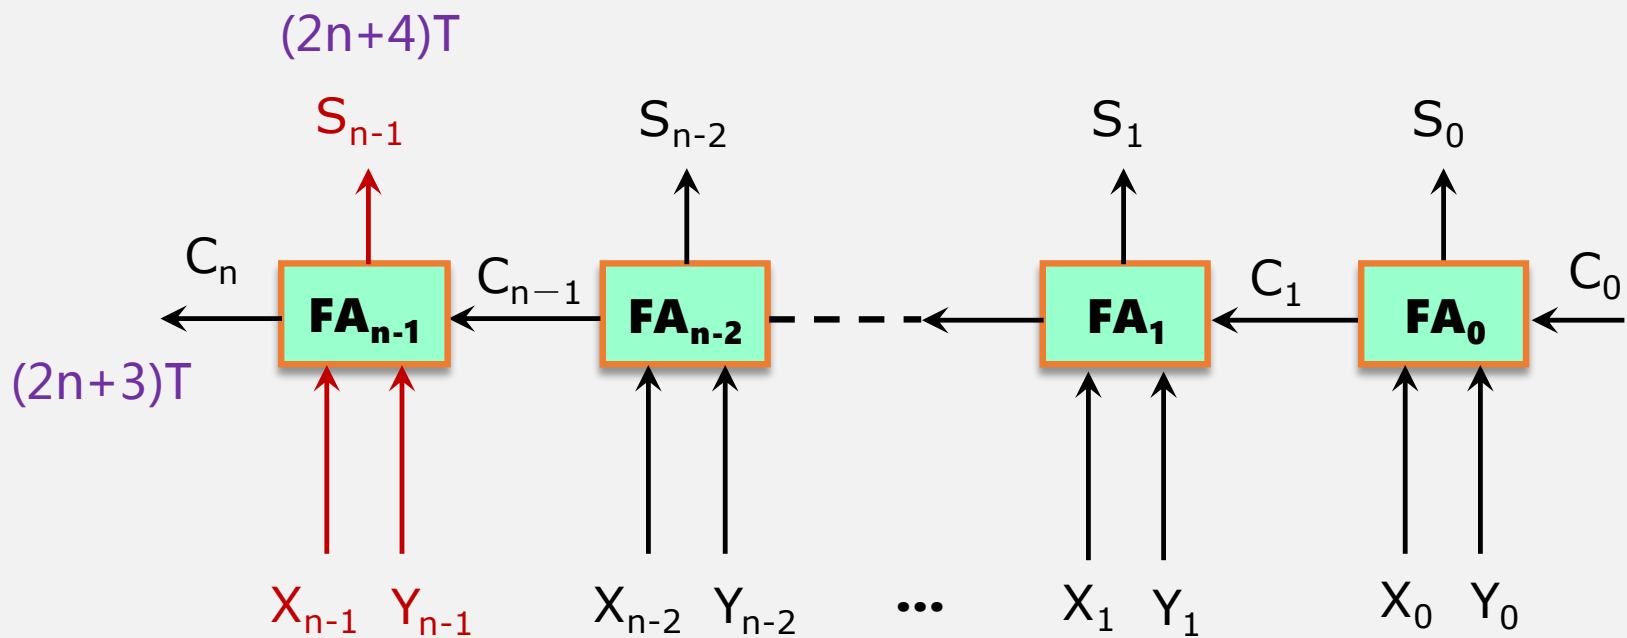 (2n+4)T
Sₙ₋₁ Sₙ₋₂ S₁ S₀
Cₙ Cₙ₋₁ C₁ C₀
FAₙ₋₁ FAₙ₋₂ FA₁ FA₀
(2n+3)T
Xₙ₋₁ Yₙ₋₁ Xₙ₋₂ Yₙ₋₂ ... X₁ Y₁ X₀ Y₀